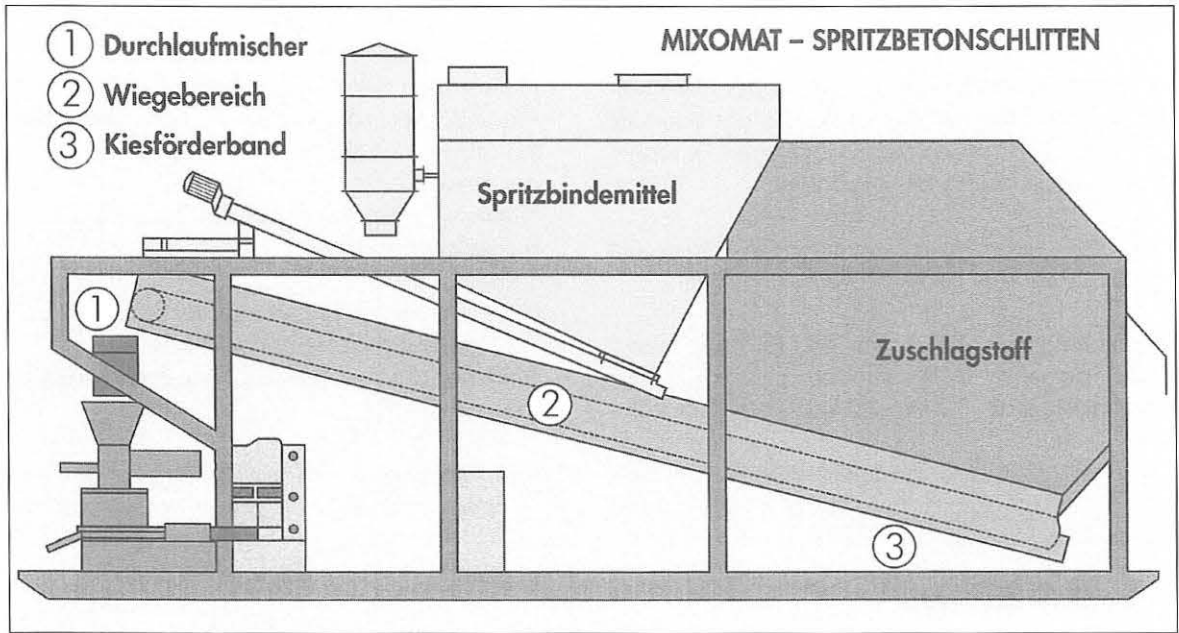 ① Durchlaufmischer
② Wiegebereich
③ Kiesförderband
MIXOMAT – SPRITZBETONSCHLITTEN
Spritzbindemittel
Zuschlagstoff
①
②
③